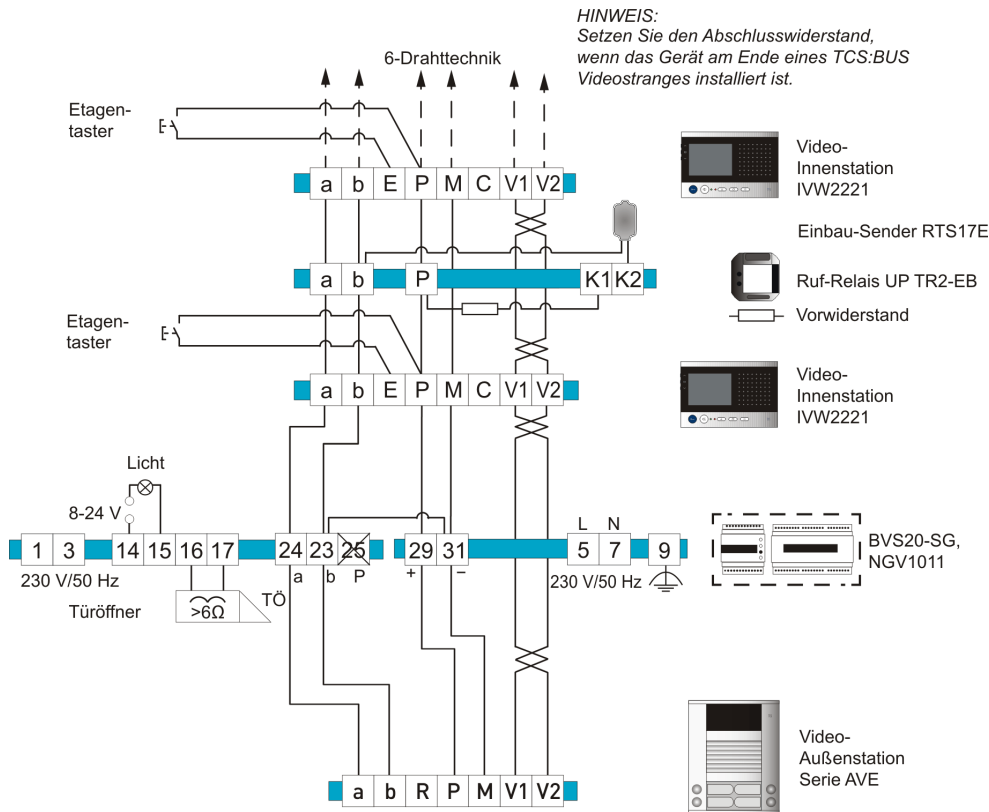 HINWEIS:
Setzen Sie den Abschlusswiderstand,
wenn das Gerät am Ende eines TCS:BUS
Videostranges installiert ist.
6-Drahttechnik
Etagen-
taster
a b E P M C V1 V2
Video-
Innenstation
IVW2221
Einbau-Sender RTS17E
a b P K1 K2
Ruf-Relais UP TR2-EB
Vorwiderstand
Etagen-
taster
a b E P M C V1 V2
Video-
Innenstation
IVW2221
Licht
8-24 V
1 3 14 15 16 17 24 23 25 29 31 5 7 9
L N
a b P + –
230 V/50 Hz
230 V/50 Hz
BVS20-SG,
NGV1011
Türöffner
>6Ω
TÖ
a b R P M V1 V2
Video-
Außenstation
Serie AVE